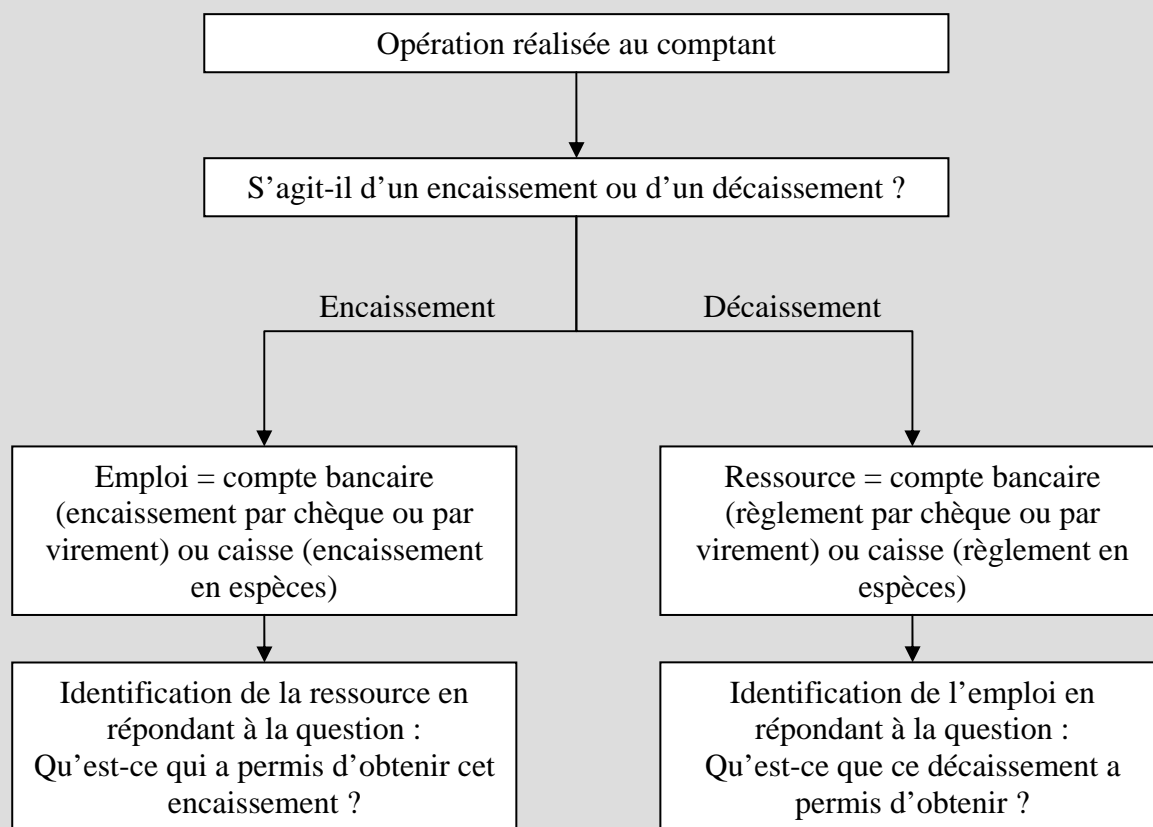 Opération réalisée au comptant
S’agit-il d’un encaissement ou d’un décaissement ?
Encaissement
Décaissement
Emploi = compte bancaire
(encaissement par chèque ou par
virement) ou caisse (encaissement
en espèces)
Ressource = compte bancaire
(règlement par chèque ou par
virement) ou caisse (règlement en
espèces)
Identification de la ressource en
répondant à la question :
Qu’est-ce qui a permis d’obtenir cet
encaissement ?
Identification de l’emploi en
répondant à la question :
Qu’est-ce que ce décaissement a
permis d’obtenir ?